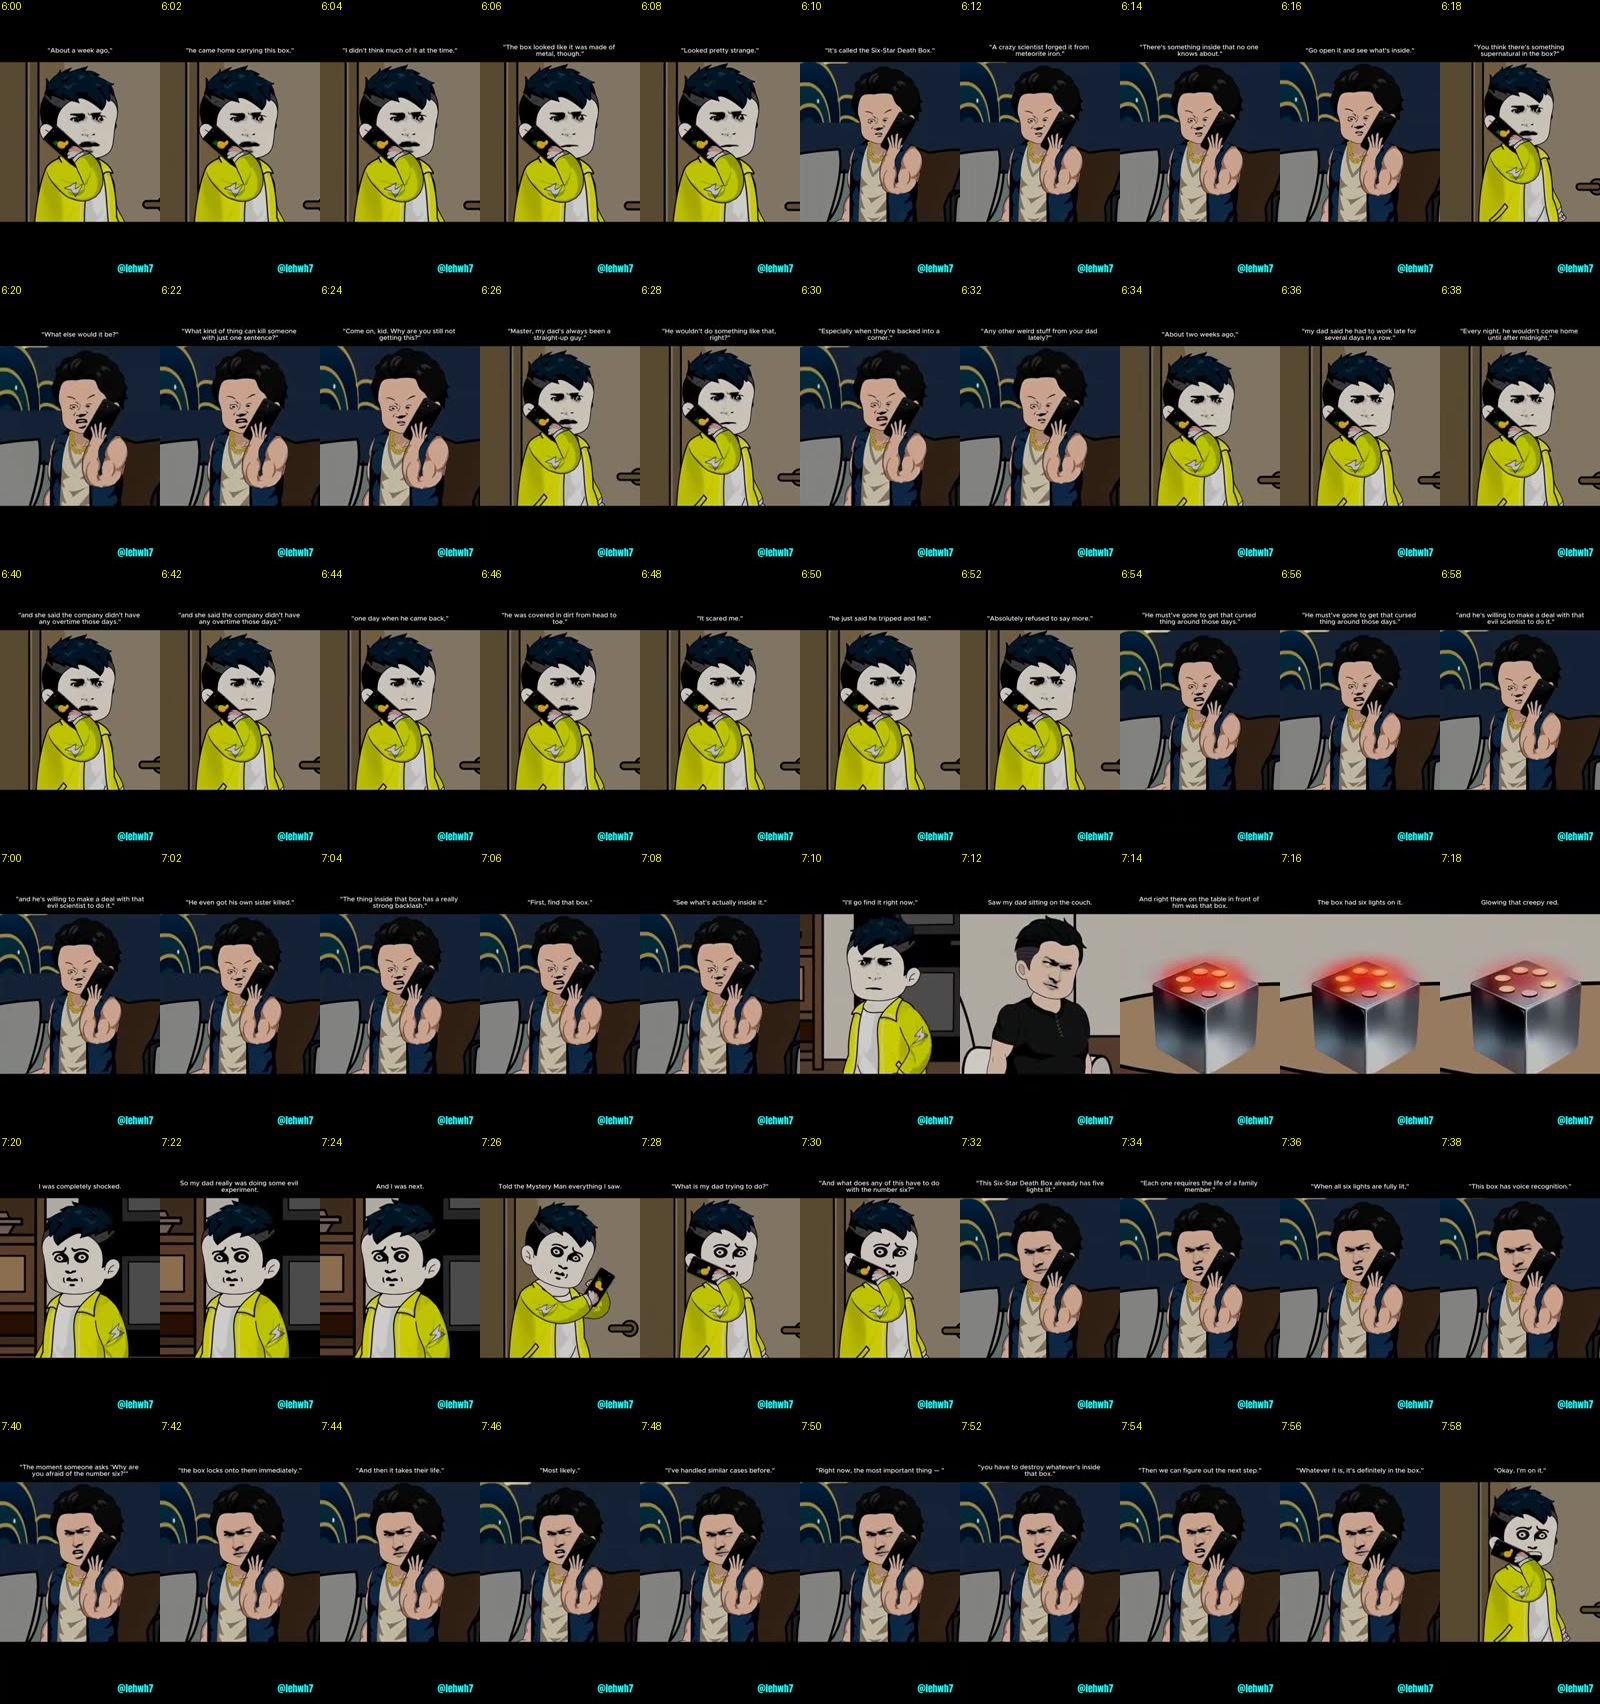 6:00 6:02 6:04 6:06 6:08 6:10 6:12 6:14 6:16 6:18
"About a week ago,"
"he came home carrying this box."
"I didn't think much of it at the time."
"The box looked like it was made of
metal, though."
"Looked pretty strange."
"It's called the Six-Star Death Box."
"A crazy scientist forged it from
meteorite iron."
"There's something inside that no one
knows about."
"Go open it and see what's inside."
"You think there's something
supernatural in the box?"
@lehwh7 @lehwh7 @lehwh7 @lehwh7 @lehwh7 @lehwh7 @lehwh7 @lehwh7 @lehwh7 @lehwh7
6:20 6:22 6:24 6:26 6:28 6:30 6:32 6:34 6:36 6:38
"What else would it be?"
"What kind of thing can kill someone
with just one sentence?"
"Come on, kid. Why are you still not
getting this?"
"Master, my dad's always been a
straight-up guy."
"He wouldn't do something like that,
right?"
"Especially when they're backed into a
corner."
"Any other weird stuff from your dad
lately?"
"About two weeks ago,"
"my dad said he had to work late for
several days in a row."
"Every night, he wouldn't come home
until after midnight."
@lehwh7 @lehwh7 @lehwh7 @lehwh7 @lehwh7 @lehwh7 @lehwh7 @lehwh7 @lehwh7 @lehwh7
6:40 6:42 6:44 6:46 6:48 6:50 6:52 6:54 6:56 6:58
"and she said the company didn't have
any overtime those days."
"and she said the company didn't have
any overtime those days."
"one day when he came back,"
"he was covered in dirt from head to
toe."
"It scared me."
"he just said he tripped and fell."
"Absolutely refused to say more."
"He must've gone to get that cursed
thing around those days."
"He must've gone to get that cursed
thing around those days."
"and he's willing to make a deal with that
evil scientist to do it."
@lehwh7 @lehwh7 @lehwh7 @lehwh7 @lehwh7 @lehwh7 @lehwh7 @lehwh7 @lehwh7 @lehwh7
7:00 7:02 7:04 7:06 7:08 7:10 7:12 7:14 7:16 7:18
"and he's willing to make a deal with that
evil scientist to do it."
"He even got his own sister killed."
"The thing inside that box has a really
strong backlash."
"First, find that box."
"See what's actually inside it."
"I'll go find it right now."
Saw my dad sitting on the couch.
And right there on the table in front of
him was that box.
The box had six lights on it.
Glowing that creepy red.
@lehwh7 @lehwh7 @lehwh7 @lehwh7 @lehwh7 @lehwh7 @lehwh7 @lehwh7 @lehwh7 @lehwh7
7:20 7:22 7:24 7:26 7:28 7:30 7:32 7:34 7:36 7:38
I was completely shocked.
So my dad really was doing some evil
experiment.
And I was next.
Told the Mystery Man everything I saw.
"What is my dad trying to do?"
"And what does any of this have to do
with the number six?"
"This Six-Star Death Box already has five
lights lit."
"Each one requires the life of a family
member."
"When all six lights are fully lit,"
"This box has voice recognition."
@lehwh7 @lehwh7 @lehwh7 @lehwh7 @lehwh7 @lehwh7 @lehwh7 @lehwh7 @lehwh7 @lehwh7
7:40 7:42 7:44 7:46 7:48 7:50 7:52 7:54 7:56 7:58
"The moment someone asks 'Why are
you afraid of the number six?'"
"the box locks onto them immediately."
"And then it takes their life."
"Most likely."
"I've handled similar cases before."
"Right now, the most important thing — "
"you have to destroy whatever's inside
that box."
"Then we can figure out the next step."
"Whatever it is, it's definitely in the box."
"Okay. I'm on it."
@lehwh7 @lehwh7 @lehwh7 @lehwh7 @lehwh7 @lehwh7 @lehwh7 @lehwh7 @lehwh7 @lehwh7